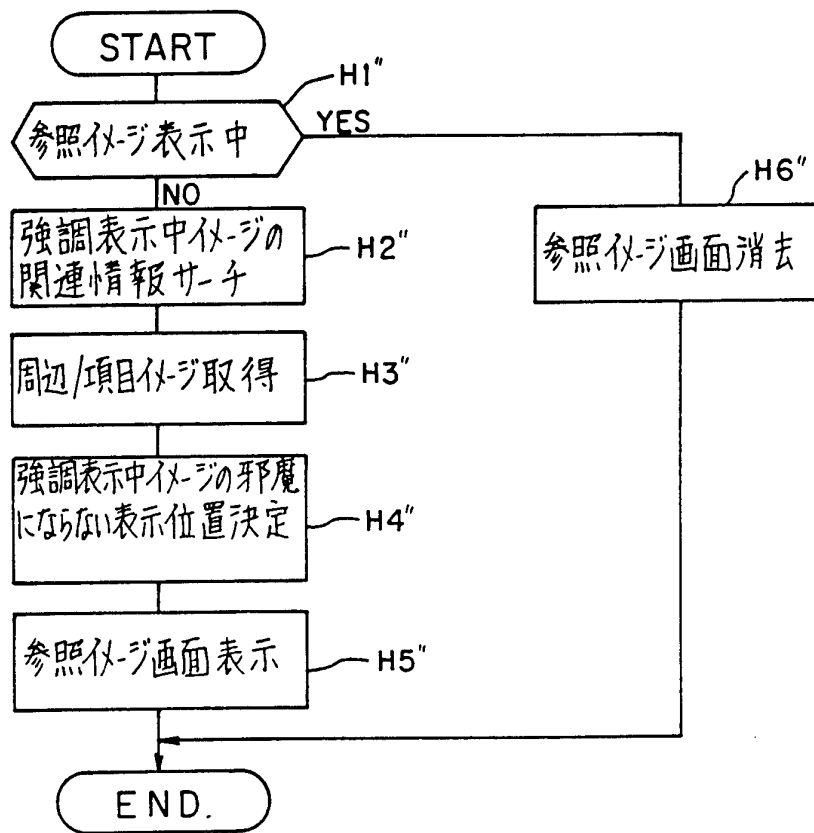 START
H1"
参照イメージ表示中
YES
NO
H6"
強調表示中イメージの
関連情報サーチ
H2"
参照イメージ画面消去
周辺/項目イメージ取得
H3"
強調表示中イメージの邪魔
にならない表示位置決定
H4"
参照イメージ画面表示
H5"
END.